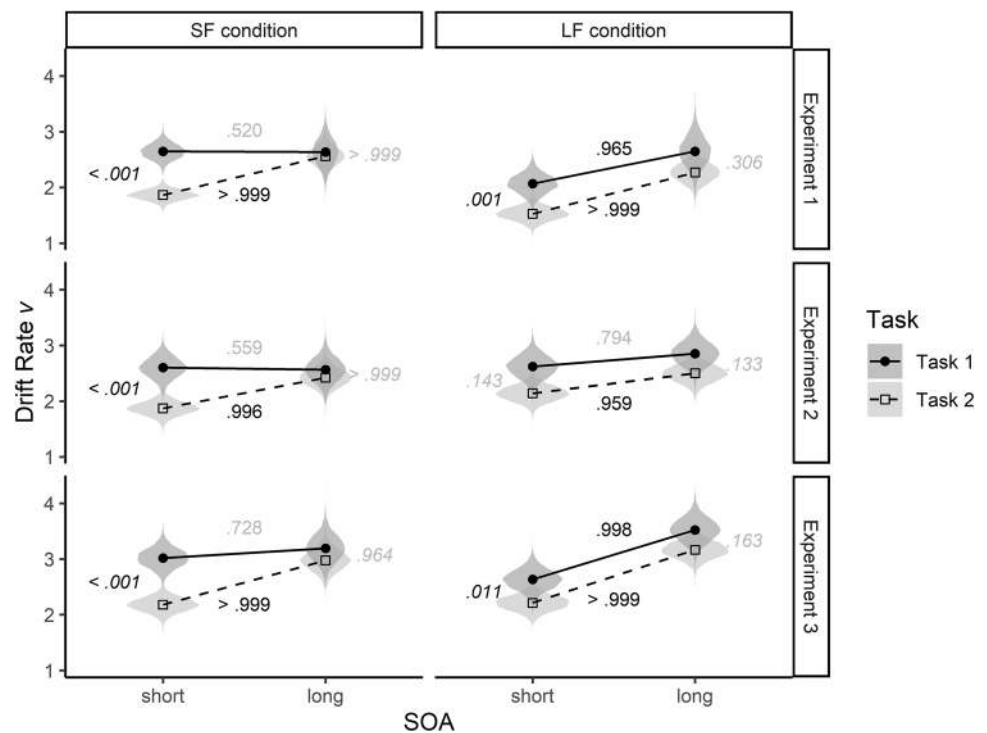 SF condition
LF condition
4
3
2
1
.520
< .001
> .999
> .999
.965
.001
> .999
.306
Experiment 1
4
3
2
1
.559
< .001
.996
> .999
.794
.143
.959
.133
Experiment 2
4
3
2
1
.728
< .001
> .999
.964
.998
.011
> .999
.163
Experiment 3
Drift Rate v
short
long
short
long
SOA
Task
Task 1
Task 2